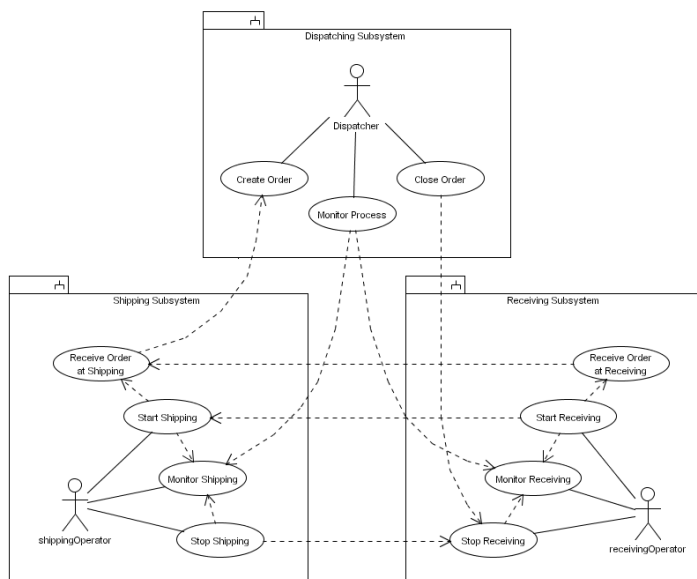 Dispatching Subsystem
Dispatcher
Create Order
Close Order
Monitor Process
Shipping Subsystem
Receive Order
at Shipping
Start Shipping
Monitor Shipping
Stop Shipping
shippingOperator
Receiving Subsystem
Receive Order
at Receiving
Start Receiving
Monitor Receiving
Stop Receiving
receivingOperator